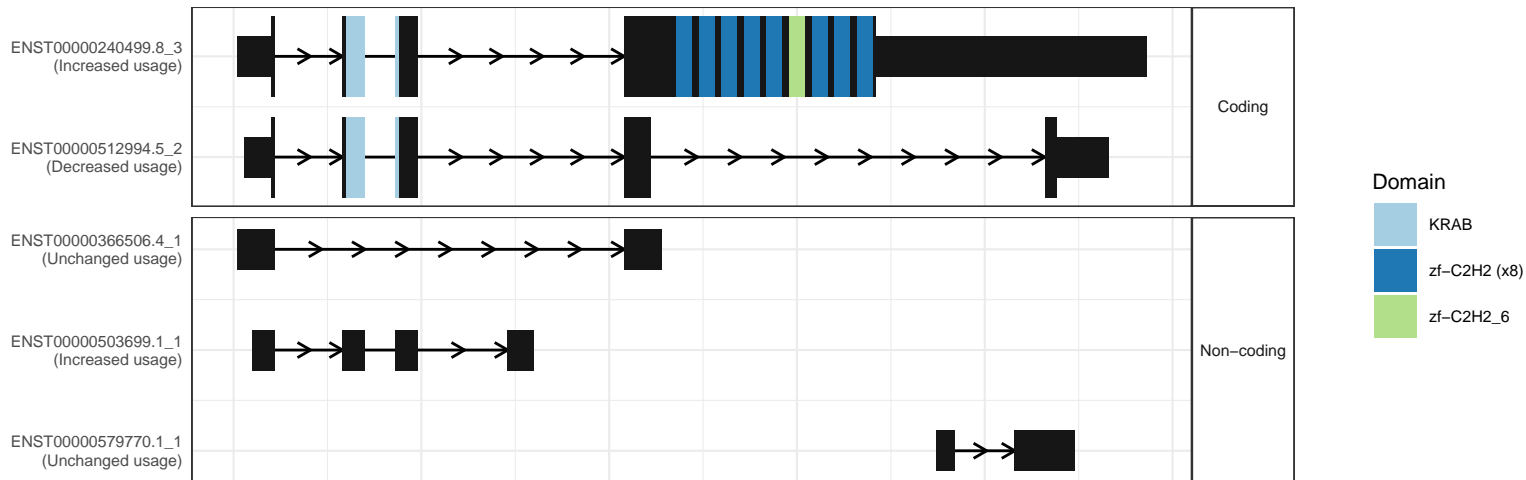 ENST00000240499.8_3
(Increased usage)
ENST00000512994.5_2
(Decreased usage)
Coding
ENST00000366506.4_1
(Unchanged usage)
ENST00000503699.1_1
(Increased usage)
ENST00000579770.1_1
(Unchanged usage)
Non−coding
Domain
KRAB
zf−C2H2 (x8)
zf−C2H2_6